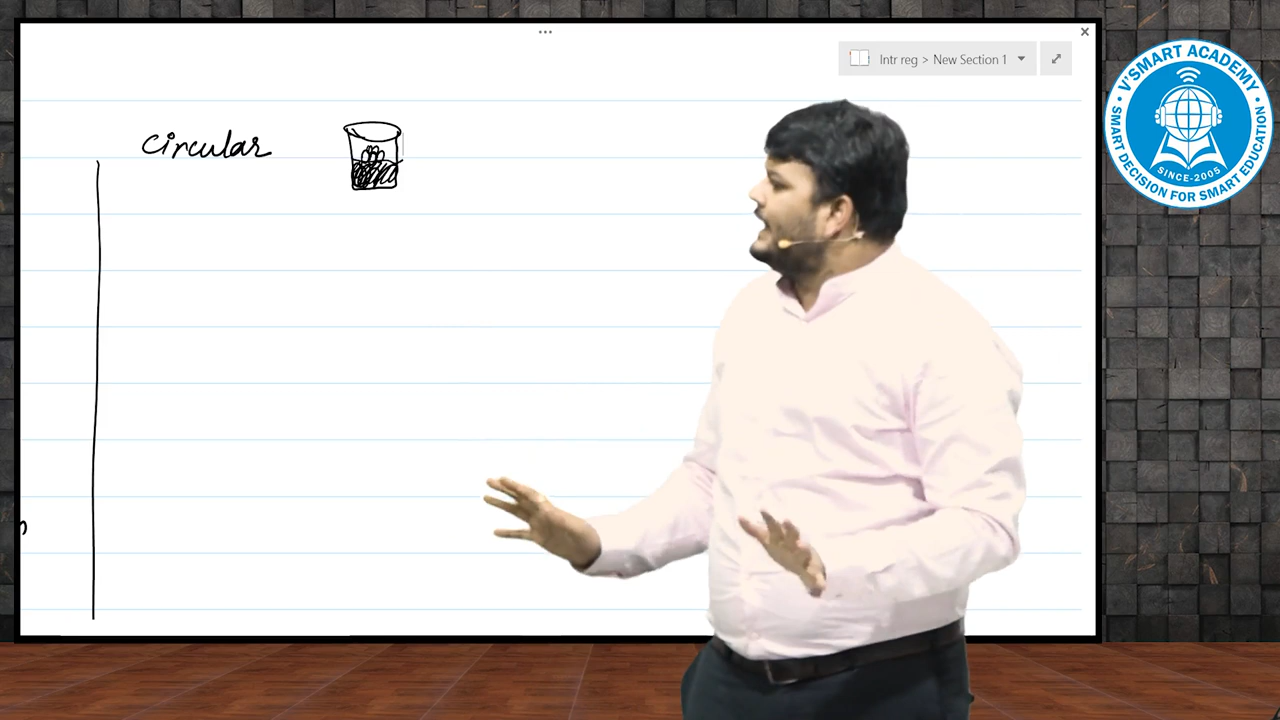 Intr reg > New Section 1
circular
V'SMART ACADEMY
SINCE-2005
SMART DECISION FOR SMART EDUCATION